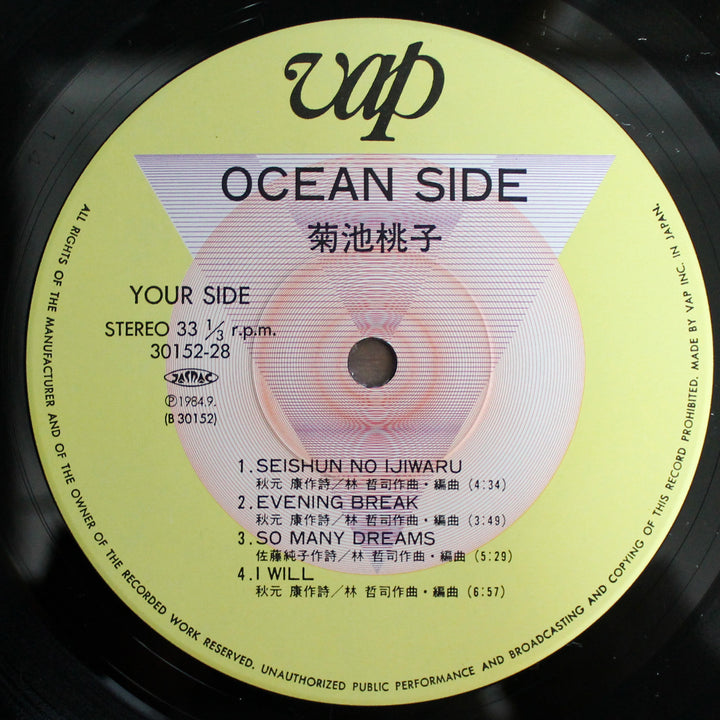 vap
OCEAN SIDE
菊池桃子
YOUR SIDE
STEREO 33 1/3 r.p.m.
30152-28
JASRAC
Ⓟ1984.9.
(B 30152)
1. SEISHUN NO IJIWARU
秋元 康作詩/林 哲司作曲・編曲 (4:34)
2. EVENING BREAK
秋元 康作詩/林 哲司作曲・編曲 (3:49)
3. SO MANY DREAMS
佐藤純子作詩/林 哲司作曲・編曲 (5:29)
4. I WILL
秋元 康作詩/林 哲司作曲・編曲 (6:57)
ALL RIGHTS OF THE MANUFACTURER AND OF THE OWNER OF THE RECORDED WORK RESERVED. UNAUTHORIZED PUBLIC PERFORMANCE AND BROADCASTING AND COPYING OF THIS RECORD PROHIBITED. MADE BY VAP INC. IN JAPAN.